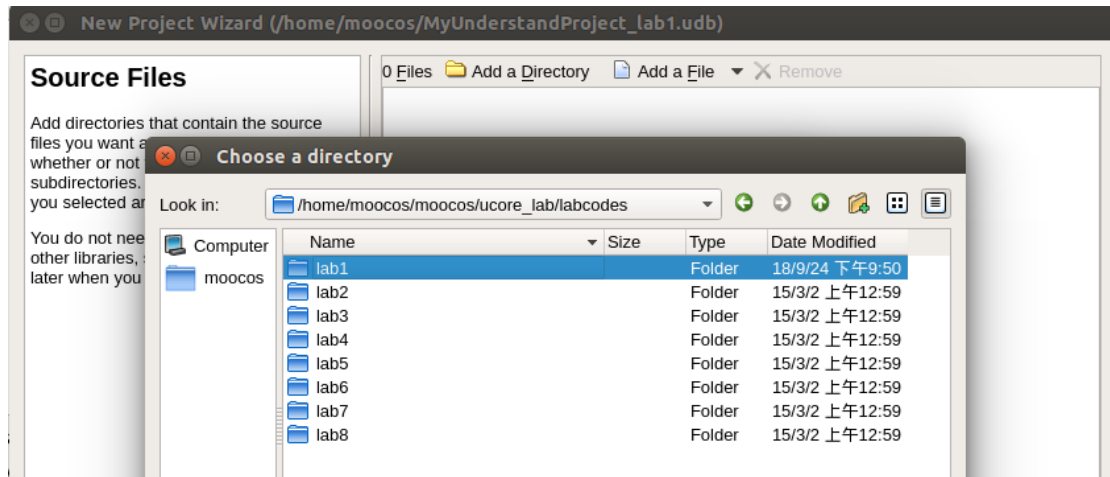 New Project Wizard (/home/moocos/MyUnderstandProject_lab1.udb)
Source Files
Add directories that contain the source
files you want a
whether or not
subdirectories.
you selected ar
You do not nee
other libraries,
later when you
0 Files Add a Directory Add a File Remove
Choose a directory
Look in: /home/moocos/moocos/ucore_lab/labcodes
Computer
moocos
Name Size Type Date Modified
lab1 Folder 18/9/24 下午9:50
lab2 Folder 15/3/2 上午12:59
lab3 Folder 15/3/2 上午12:59
lab4 Folder 15/3/2 上午12:59
lab5 Folder 15/3/2 上午12:59
lab6 Folder 15/3/2 上午12:59
lab7 Folder 15/3/2 上午12:59
lab8 Folder 15/3/2 上午12:59